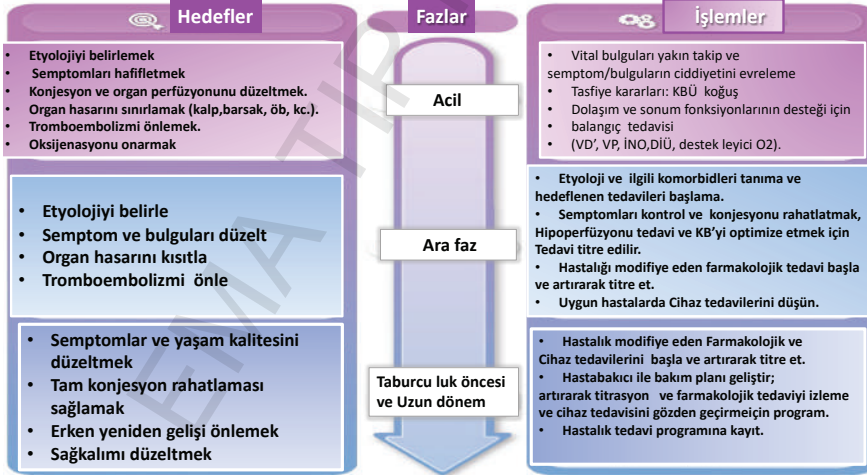 Hedefler
• Etyolojiyi belirlemek
• Semptomları hafifletmek
• Konjesyon ve organ perfüzyonunu düzeltmek.
• Organ hasarını sınırlamak (kalp,barsak, öb, kc.).
• Tromboembolizmi önlemek.
• Oksijenasyonu onarmak
• Etyolojiyi belirle
• Semptom ve bulguları düzelt
• Organ hasarını kısıtla
• Tromboembolizmi önle
• Semptomlar ve yaşam kalitesini
düzeltmek
• Tam konjesyon rahatlaması
sağlamak
• Erken yeniden gelişi önlemek
• Sağkalımı düzeltmek
Fazlar
Acil
Ara faz
Taburcu luk öncesi
ve Uzun dönem
İşlemler
• Vital bulguları yakın takip ve
semptom/bulguların ciddiyetini evreleme
• Tasfiye kararları: KBÜ koğuş
• Dolaşım ve sonum fonksiyonlarının desteği için
• balangıç tedavisi
• (VD’, VP, İNO,DİÜ, destek leyici O2).
• Etyoloji ve ilgili komorbidleri tanıma ve
hedeflenen tedavileri başlama.
• Semptomları kontrol ve konjesyonu rahatlatmak,
Hipoperfüzyonu tedavi ve KB’yi optimize etmek için
Tedavi titre edilir.
• Hastalığı modifiye eden farmakolojik tedavi başla
ve artırarak titre et.
• Uygun hastalarda Cihaz tedavilerini düşün.
• Hastalık modifiye eden Farmakolojik ve
Cihaz tedavilerini başla ve artırarak titre et.
• Hastabakıcı ile bakım planı geliştir;
artırarak titrasyon ve farmakolojik tedaviyi izleme
ve cihaz tedavisini gözden geçirmeiçin program.
• Hastalık tedavi programına kayıt.
EMA TIP